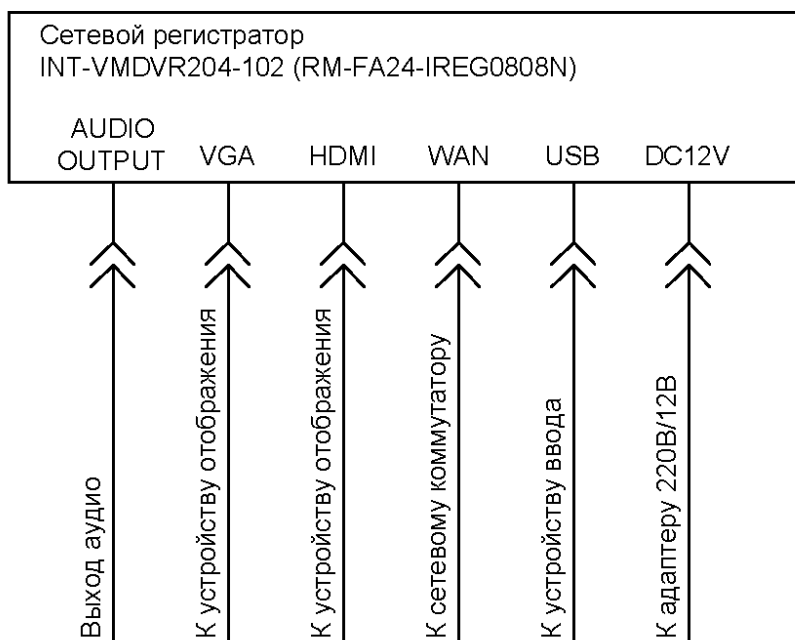 Сетевой регистратор
INT-VMDVR204-102 (RM-FA24-IREG0808N)
AUDIO
OUTPUT
VGA
HDMI
WAN
USB
DC12V
Выход аудио
К устройству отображения
К устройству отображения
К сетевому коммутатору
К устройству ввода
К адаптеру 220В/12В